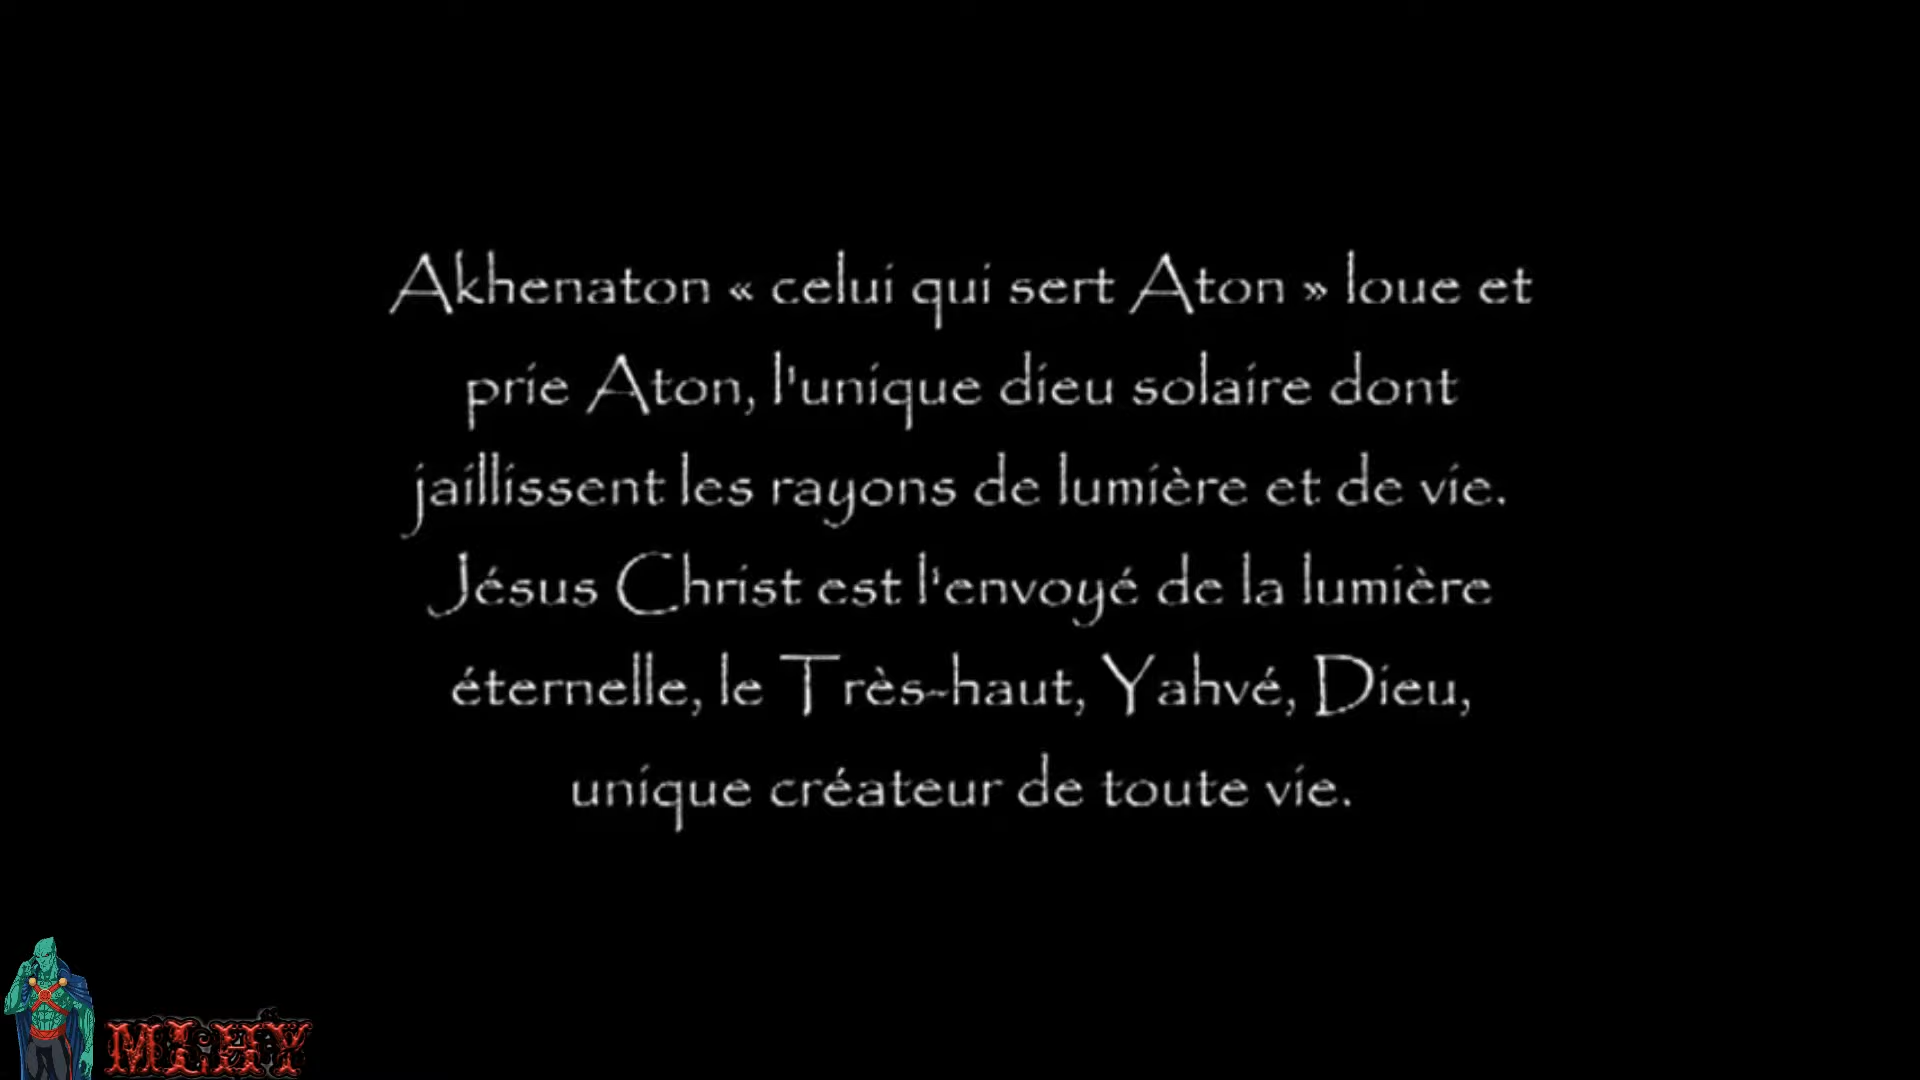 Akhenaton « celui qui sert Aton » loue et
prie Aton, l'unique dieu solaire dont
jaillissent les rayons de lumière et de vie.
Jésus Christ est l'envoyé de la lumière
éternelle, le Très-haut, Yahvé, Dieu,
unique créateur de toute vie.
MLHY